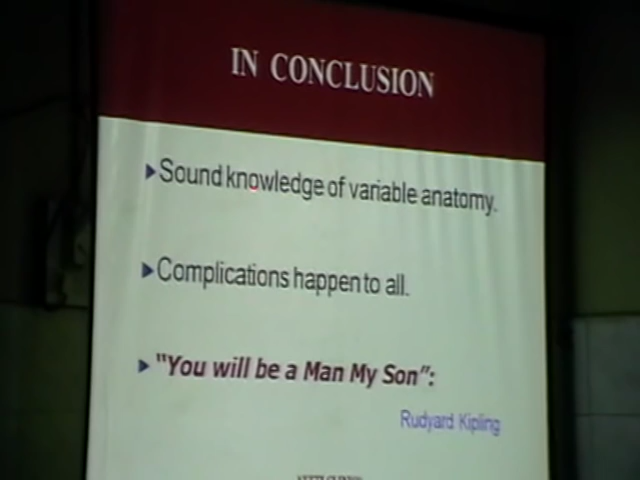 IN CONCLUSION
Sound knowledge of variable anatomy.
Complications happen to all.
"You will be a Man My Son":
Rudyard Kipling